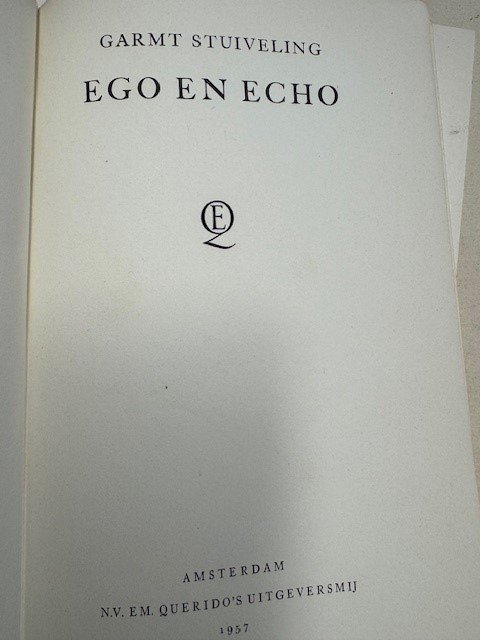 GARMT STUIVELING
EGO EN ECHO
EQ
AMSTERDAM
N.V. EM. QUERIDO'S UITGEVERSMIJ
1957